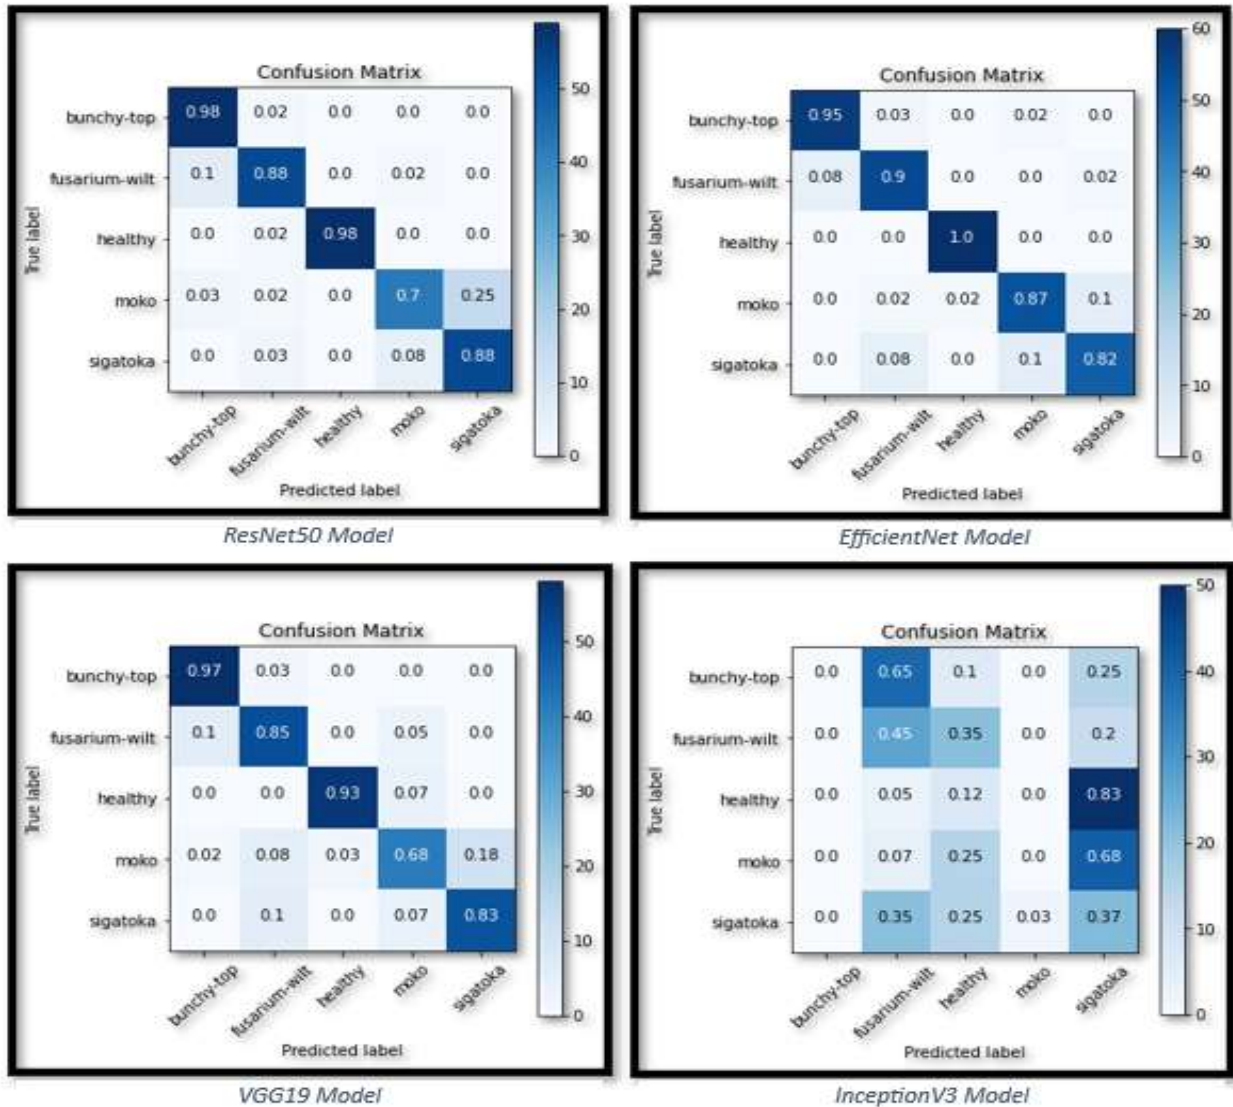 Confusion Matrix
True label
bunchy-top 0.98 0.02 0.0 0.0 0.0
fusarium-wilt 0.1 0.88 0.0 0.02 0.0
healthy 0.0 0.02 0.98 0.0 0.0
moko 0.03 0.02 0.0 0.7 0.25
sigatoka 0.0 0.03 0.0 0.08 0.88
bunchy-top fusarium-wilt healthy moko sigatoka
Predicted label
50
40
30
20
10
0
ResNet50 Model
Confusion Matrix
True label
bunchy-top 0.95 0.03 0.0 0.02 0.0
fusarium-wilt 0.08 0.9 0.0 0.0 0.02
healthy 0.0 0.0 1.0 0.0 0.0
moko 0.0 0.02 0.02 0.87 0.1
sigatoka 0.0 0.08 0.0 0.1 0.82
bunchy-top fusarium-wilt healthy moko sigatoka
Predicted label
60
50
40
30
20
10
0
EfficientNet Model
Confusion Matrix
True label
bunchy-top 0.97 0.03 0.0 0.0 0.0
fusarium-wilt 0.1 0.85 0.0 0.05 0.0
healthy 0.0 0.0 0.93 0.07 0.0
moko 0.02 0.08 0.03 0.68 0.18
sigatoka 0.0 0.1 0.0 0.07 0.83
bunchy-top fusarium-wilt healthy moko sigatoka
Predicted label
50
40
30
20
10
0
VGG19 Model
Confusion Matrix
True label
bunchy-top 0.0 0.65 0.1 0.0 0.25
fusarium-wilt 0.0 0.45 0.35 0.0 0.2
healthy 0.0 0.05 0.12 0.0 0.83
moko 0.0 0.07 0.25 0.0 0.68
sigatoka 0.0 0.35 0.25 0.03 0.37
bunchy-top fusarium-wilt healthy moko sigatoka
Predicted label
50
40
30
20
10
0
InceptionV3 Model